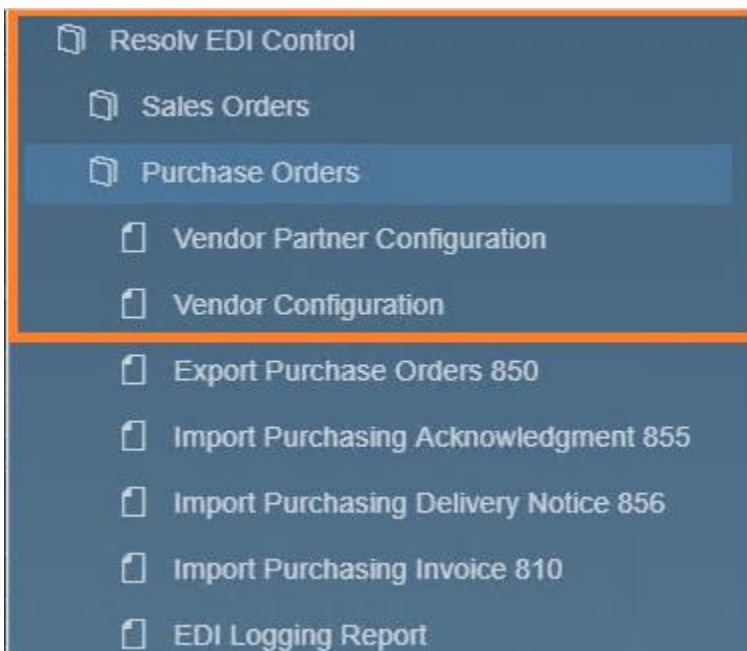 Resolv EDI Control
Sales Orders
Purchase Orders
Vendor Partner Configuration
Vendor Configuration
Export Purchase Orders 850
Import Purchasing Acknowledgment 855
Import Purchasing Delivery Notice 856
Import Purchasing Invoice 810
EDI Logging Report